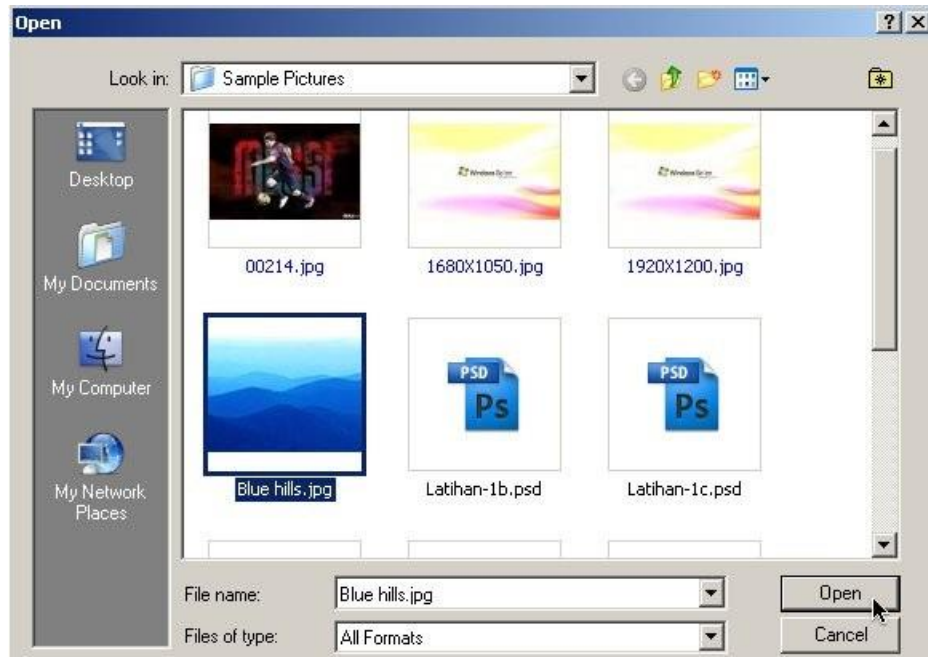 Open
Look in: Sample Pictures
Desktop
My Documents
My Computer
My Network
Places
MESSI
00214.jpg
1680X1050.jpg
1920X1200.jpg
Blue hills.jpg
PSD
Ps
Latihan-1b.psd
PSD
Ps
Latihan-1c.psd
File name: Blue hills.jpg
Open
Files of type: All Formats
Cancel